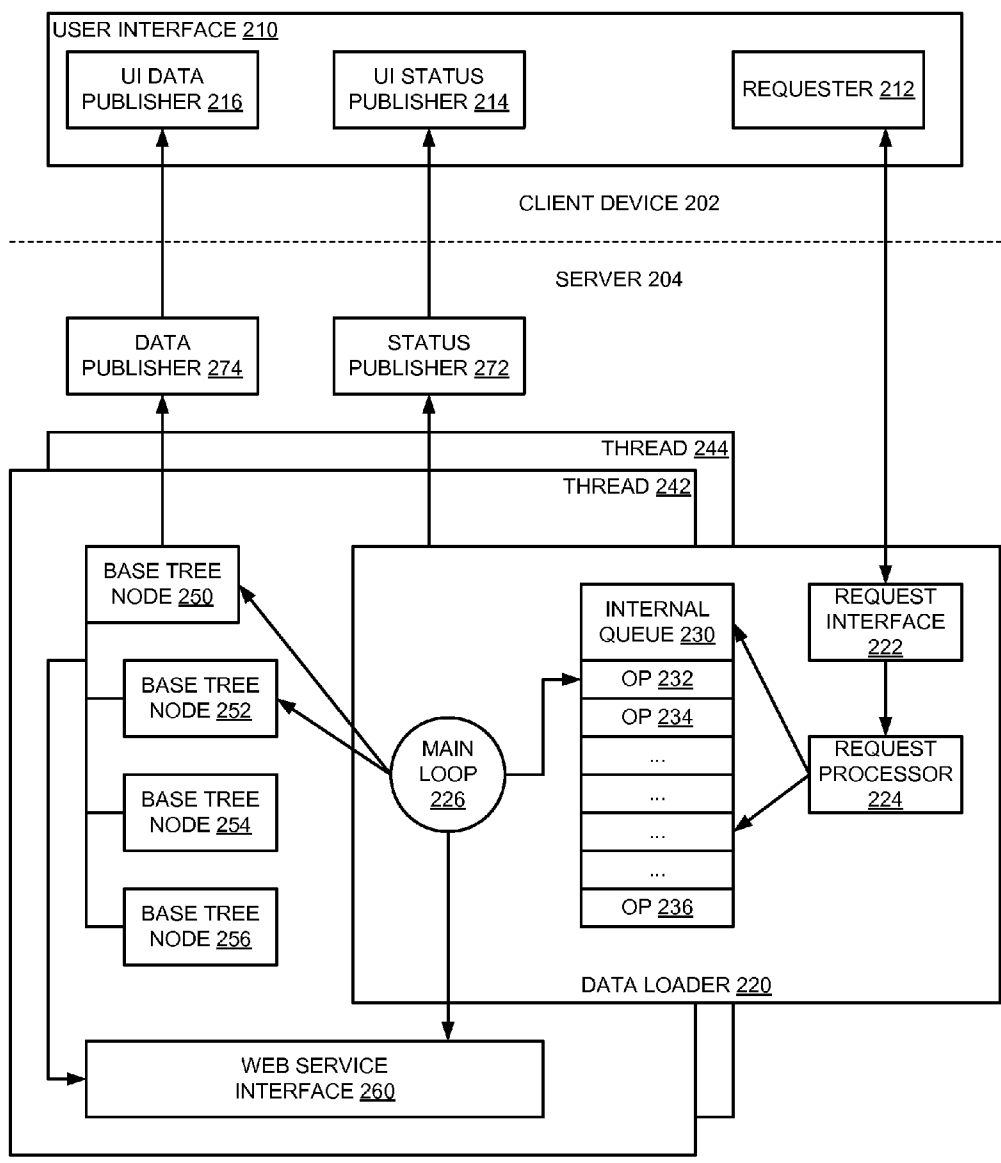 USER INTERFACE 210
UI DATA
PUBLISHER 216
UI STATUS
PUBLISHER 214
REQUESTER 212
CLIENT DEVICE 202
SERVER 204
DATA
PUBLISHER 274
STATUS
PUBLISHER 272
THREAD 244
THREAD 242
BASE TREE
NODE 250
BASE TREE
NODE 252
BASE TREE
NODE 254
BASE TREE
NODE 256
MAIN
LOOP
226
INTERNAL
QUEUE 230
OP 232
OP 234
...
...
...
...
OP 236
REQUEST
INTERFACE
222
REQUEST
PROCESSOR
224
DATA LOADER 220
WEB SERVICE
INTERFACE 260